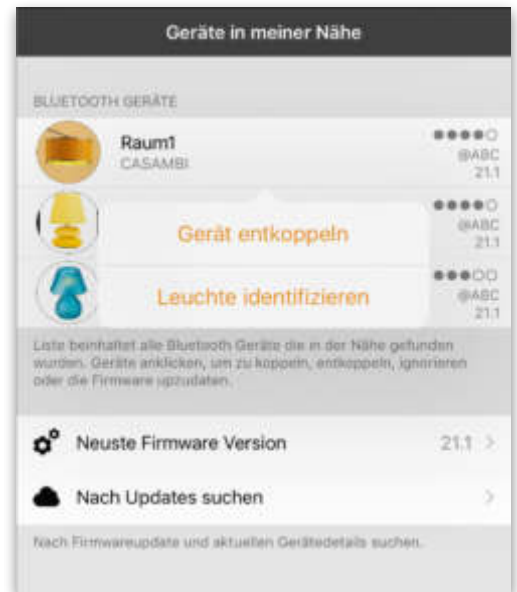 Geräte in meiner Nähe
BLUETOOTH GERÄTE
Raum1
CASAMBI
@ABC
21.1
Gerät entkoppeln
@ABC
21.1
Leuchte identifizieren
@ABC
21.1
Liste beinhaltet alle Bluetooth Geräte die in der Nähe gefunden
wurden. Geräte anklicken, um zu koppeln, entkoppeln, ignorieren
oder die Firmware upzudaten.
Neuste Firmware Version 21.1
Nach Updates suchen
Nach Firmwareupdate und aktuellen Gerätedetails suchen.